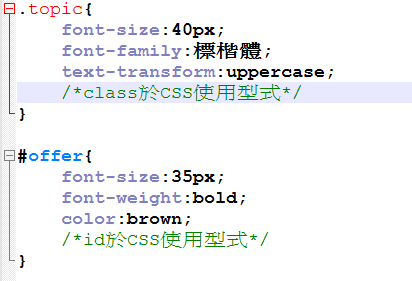 .topic{
font-size:40px;
font-family:標楷體;
text-transform:uppercase;
/*class於CSS使用型式*/
}
#offer{
font-size:35px;
font-weight:bold;
color:brown;
/*id於CSS使用型式*/
}